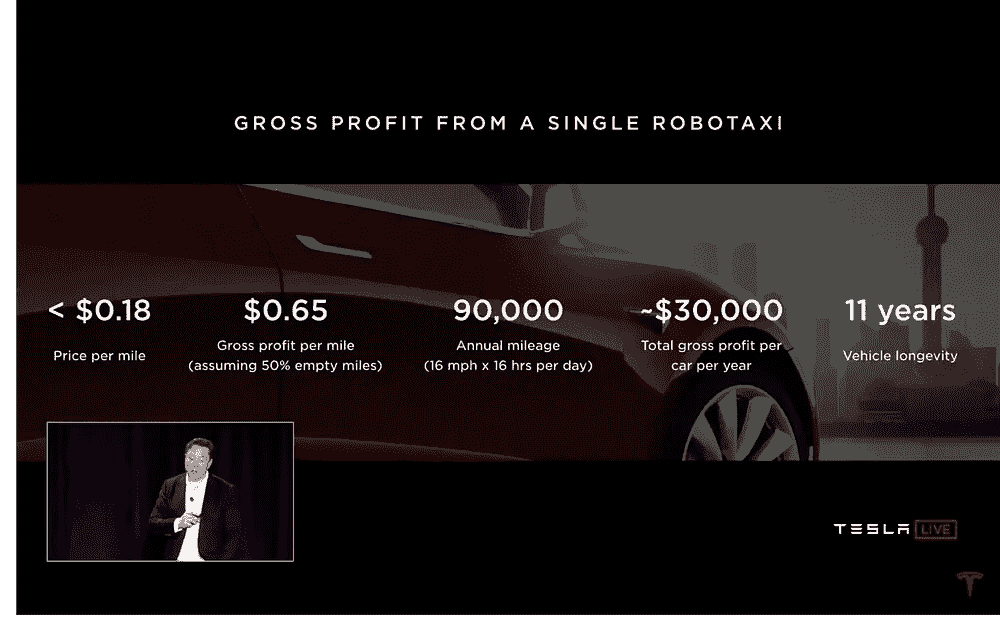 GROSS PROFIT FROM A SINGLE ROBOTAXI
< $0.18
Price per mile
$0.65
Gross profit per mile
(assuming 50% empty miles)
90,000
Annual mileage
(16 mph x 16 hrs per day)
~$30,000
Total gross profit per
car per year
11 years
Vehicle longevity
TESLA LIVE